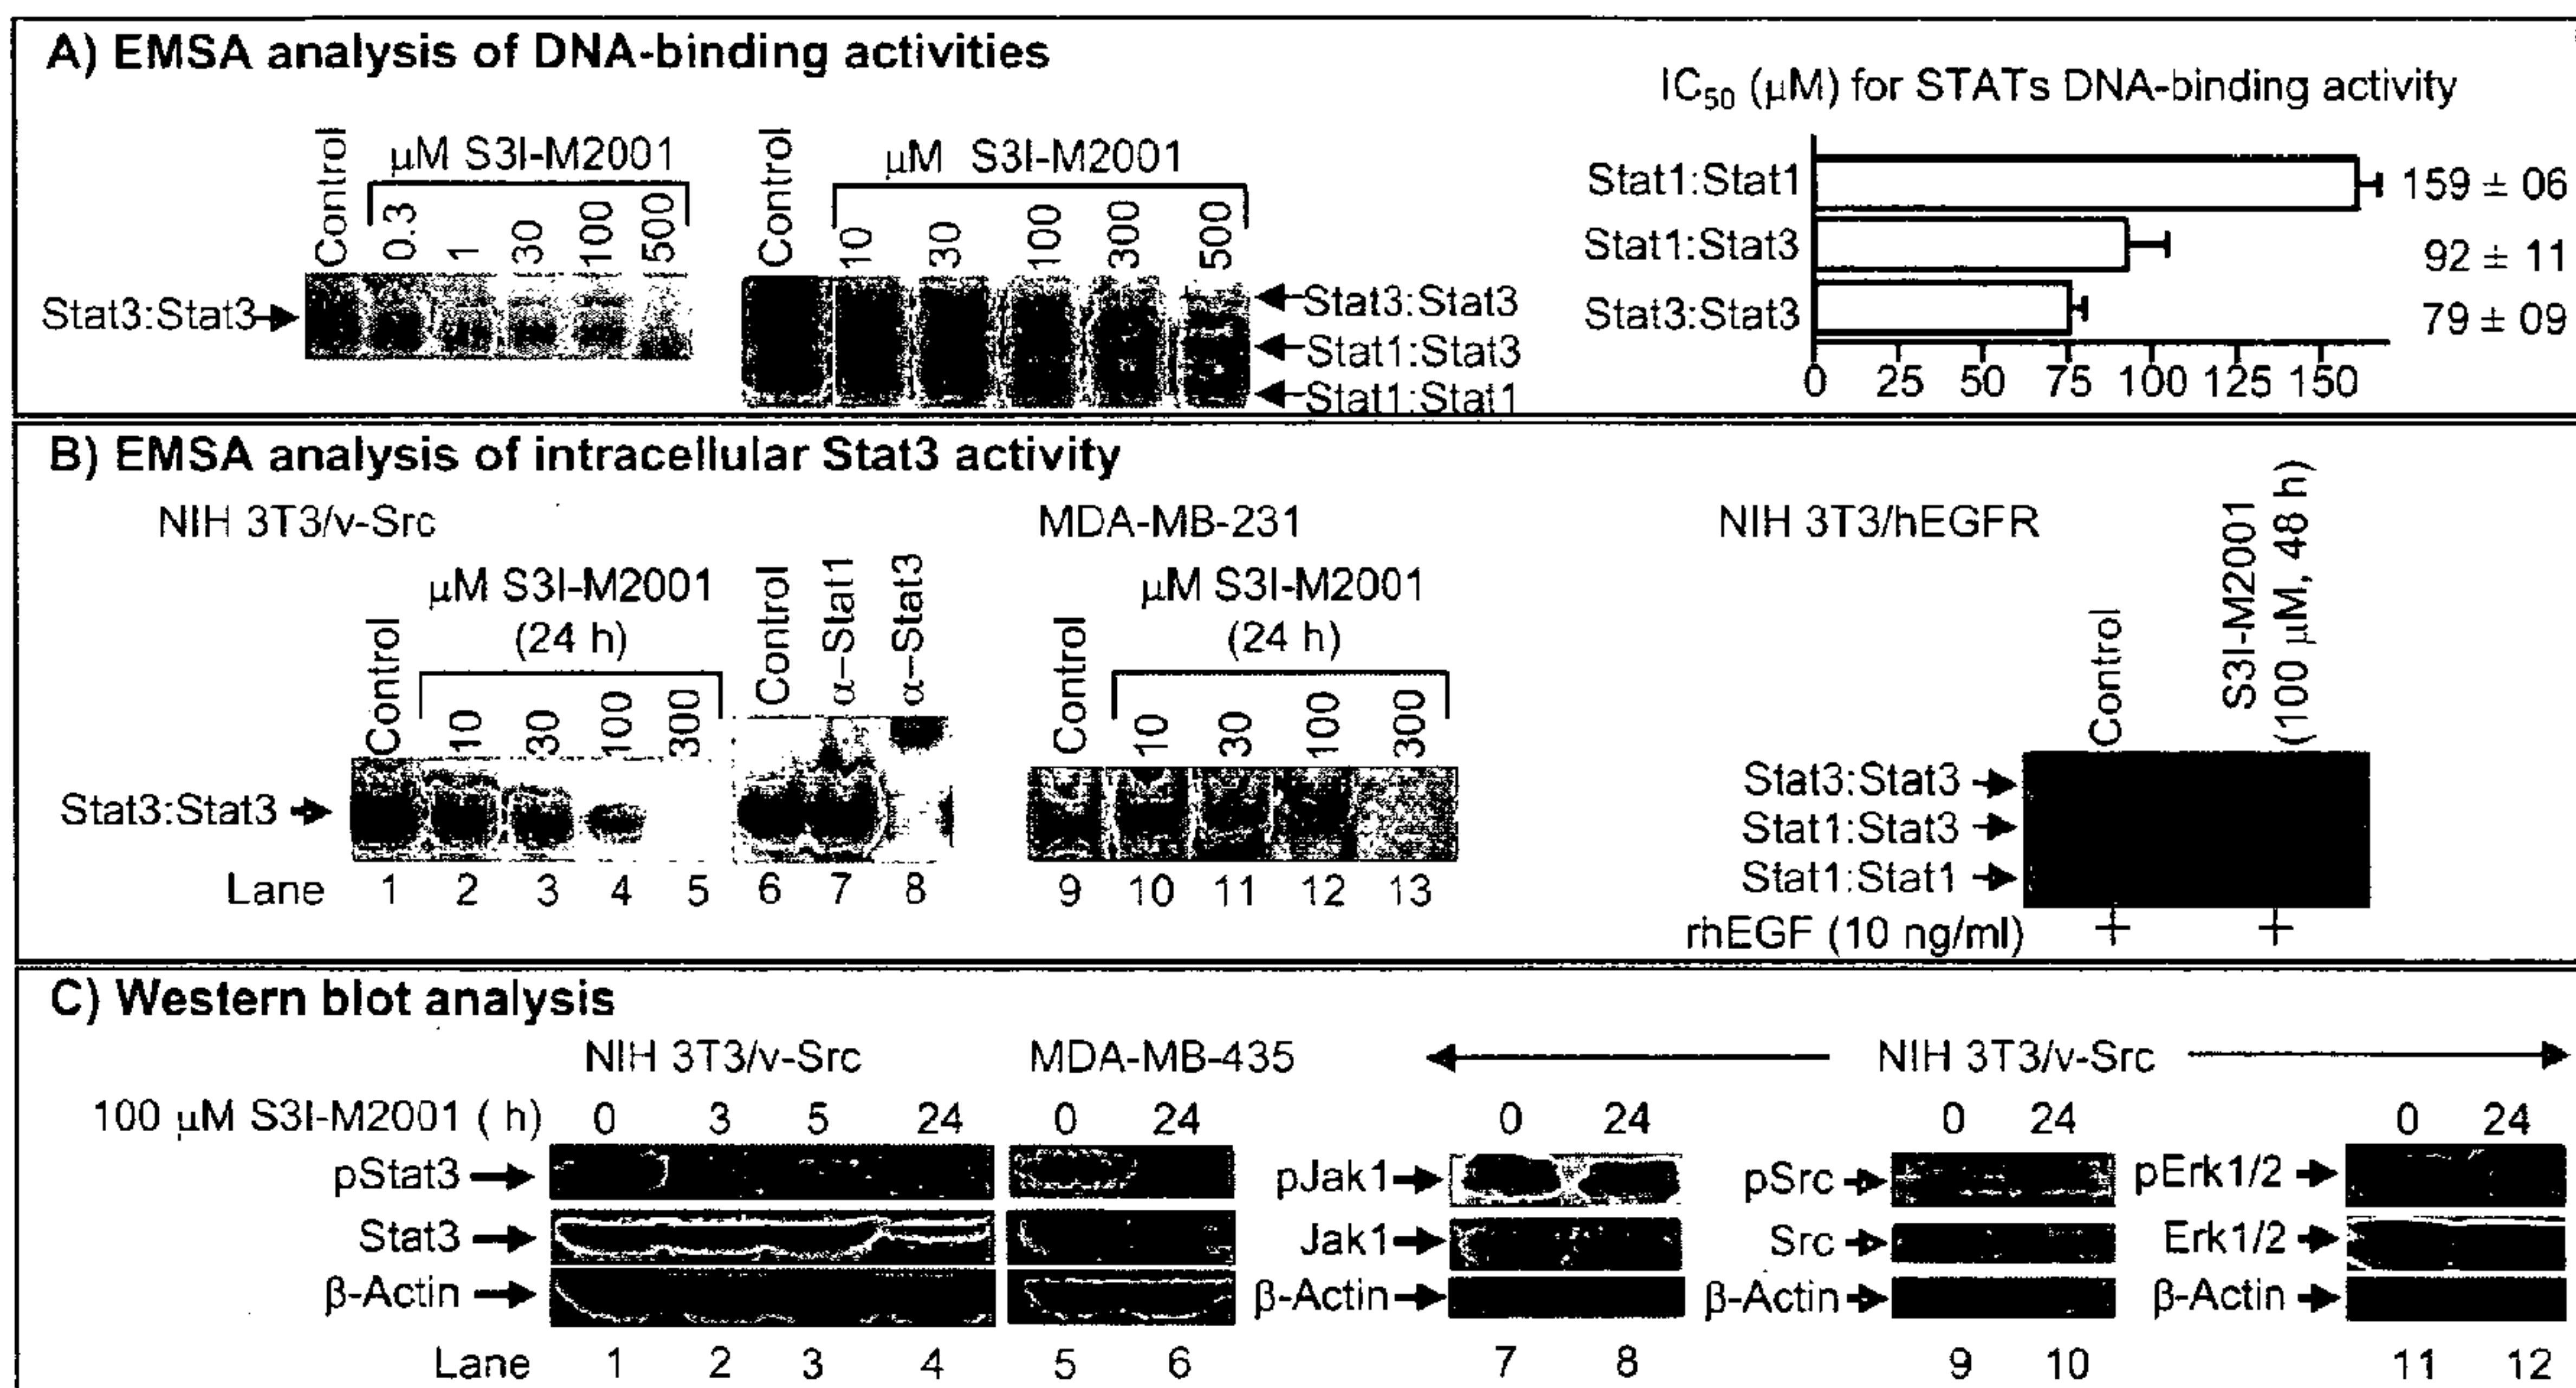 A) EMSA analysis of DNA-binding activities
IC50 (μM) for STATs DNA-binding activity
Control
μM S3I-M2001
0.3 1 30 100 500
Stat3:Stat3
Control
μM S3I-M2001
10 30 100 300 500
Stat3:Stat3
Stat1:Stat3
Stat1:Stat1
Stat1:Stat1 159 ± 06
Stat1:Stat3 92 ± 11
Stat3:Stat3 79 ± 09
0 25 50 75 100 125 150
B) EMSA analysis of intracellular Stat3 activity
NIH 3T3/v-Src
μM S3I-M2001
(24 h)
Control 10 30 100 300
Control α–Stat1 α–Stat3
Stat3:Stat3
Lane 1 2 3 4 5 6 7 8
MDA-MB-231
μM S3I-M2001
(24 h)
Control 10 30 100 300
9 10 11 12 13
NIH 3T3/hEGFR
Control
S3I-M2001
(100 μM, 48 h)
Stat3:Stat3
Stat1:Stat3
Stat1:Stat1
rhEGF (10 ng/ml) + +
C) Western blot analysis
NIH 3T3/v-Src MDA-MB-435 NIH 3T3/v-Src
100 μM S3I-M2001 ( h) 0 3 5 24 0 24 0 24 0 24 0 24
pStat3 pJak1 pSrc pErk1/2
Stat3 Jak1 Src Erk1/2
β-Actin β-Actin β-Actin β-Actin
Lane 1 2 3 4 5 6 7 8 9 10 11 12